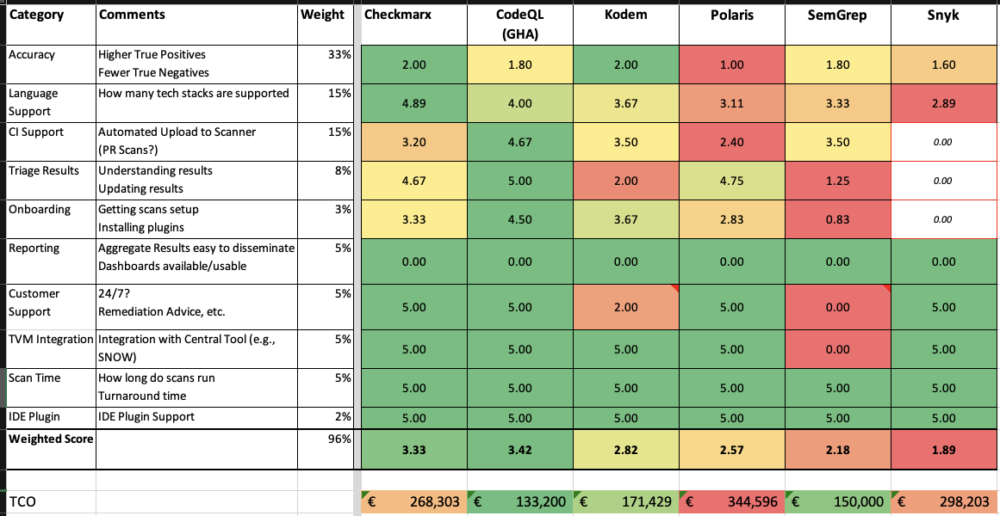 Category Comments Weight Checkmarx CodeQL Kodem Polaris SemGrep Snyk
(GHA)
Accuracy Higher True Positives 33% 2.00 1.80 2.00 1.00 1.80 1.60
Fewer True Negatives
Language How many tech stacks are supported 15% 4.89 4.00 3.67 3.11 3.33 2.89
Support
CI Support Automated Upload to Scanner 15% 3.20 4.67 3.50 2.40 3.50 0.00
(PR Scans?)
Triage Results Understanding results 8% 4.67 5.00 2.00 4.75 1.25 0.00
Updating results
Onboarding Getting scans setup 3% 3.33 4.50 3.67 2.83 0.83 0.00
Installing plugins
Reporting Aggregate Results easy to disseminate 5% 0.00 0.00 0.00 0.00 0.00 0.00
Dashboards available/usable
Customer 24/7? 5% 5.00 5.00 2.00 5.00 0.00 5.00
Support Remediation Advice, etc.
TVM Integration Integration with Central Tool (e.g., 5% 5.00 5.00 5.00 5.00 0.00 5.00
SNOW)
Scan Time How long do scans run 5% 5.00 5.00 5.00 5.00 5.00 5.00
Turnaround time
IDE Plugin IDE Plugin Support 2% 5.00 5.00 5.00 5.00 5.00 5.00
Weighted Score 96% 3.33 3.42 2.82 2.57 2.18 1.89
TCO € 268,303 € 133,200 € 171,429 € 344,596 € 150,000 € 298,203